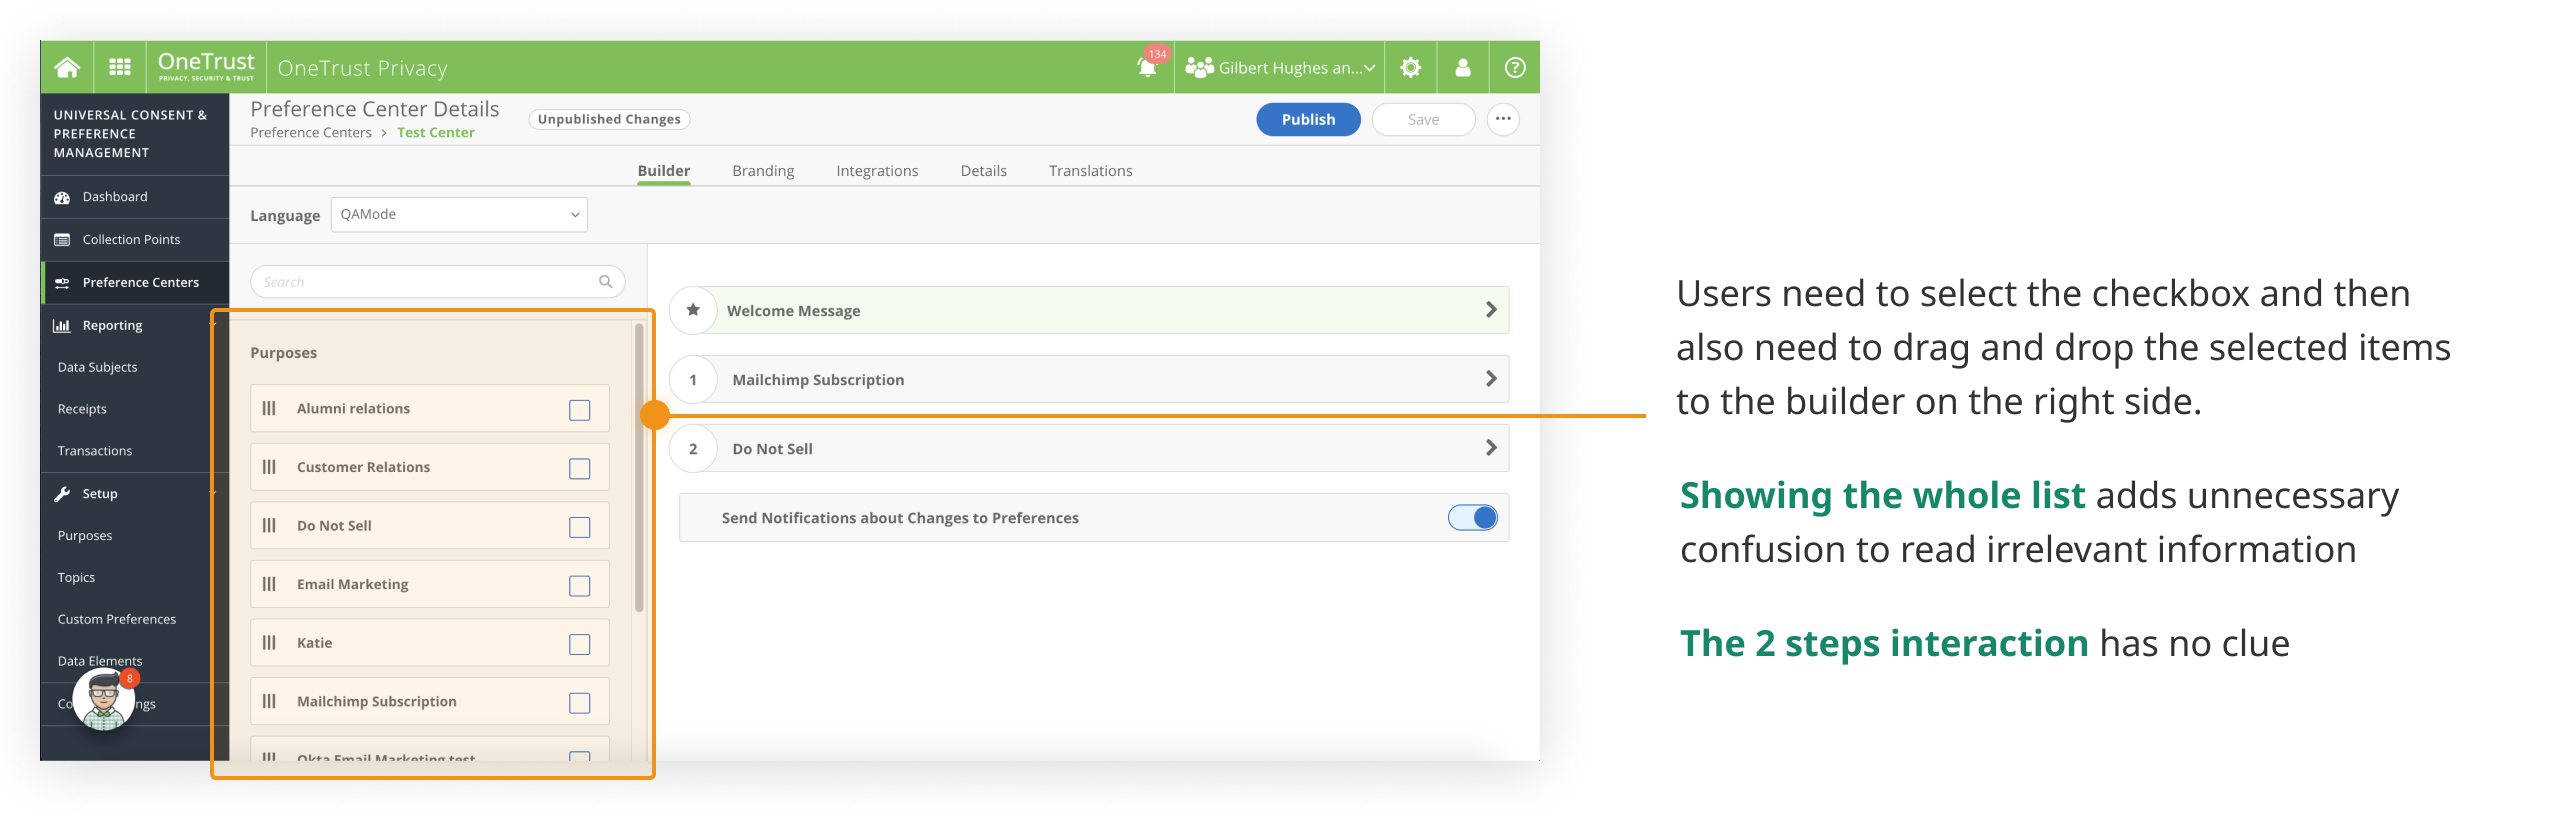 OneTrust
PRIVACY, SECURITY & TRUST
OneTrust Privacy
134
Gilbert Hughes an...
UNIVERSAL CONSENT &
PREFERENCE
MANAGEMENT
Dashboard
Collection Points
Preference Centers
Reporting
Data Subjects
Receipts
Transactions
Setup
Purposes
Topics
Custom Preferences
Data Elements
8
Preference Center Details
Unpublished Changes
Preference Centers > Test Center
Publish
Save
Builder Branding Integrations Details Translations
Language QAMode
Search
Purposes
Alumni relations
Customer Relations
Do Not Sell
Email Marketing
Katie
Mailchimp Subscription
Okta Email Marketing test
Welcome Message
1 Mailchimp Subscription
2 Do Not Sell
Send Notifications about Changes to Preferences
Users need to select the checkbox and then
also need to drag and drop the selected items
to the builder on the right side.
Showing the whole list adds unnecessary
confusion to read irrelevant information
The 2 steps interaction has no clue